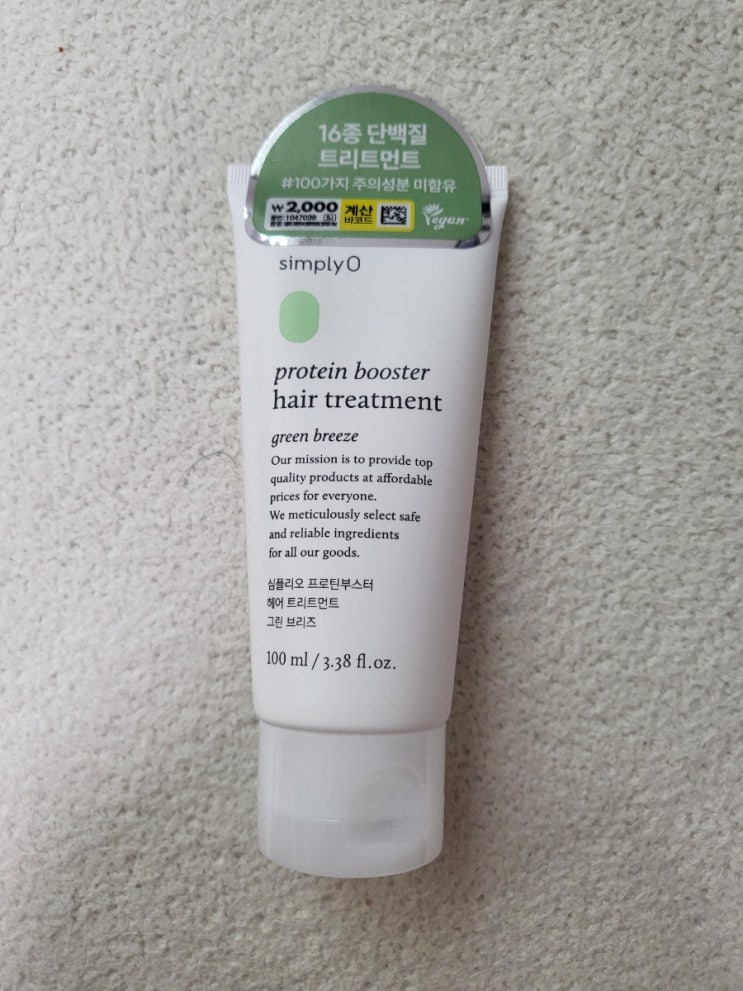 16종 단백질
트리트먼트
#100가지 주의성분 미함유
₩2,000
품번:1047039
계산
바코드
Vegan
simplyO
protein booster
hair treatment
green breeze
Our mission is to provide top
quality products at affordable
prices for everyone.
We meticulously select safe
and reliable ingredients
for all our goods.
심플리오 프로틴부스터
헤어 트리트먼트
그린 브리즈
100 ml / 3.38 fl.oz.